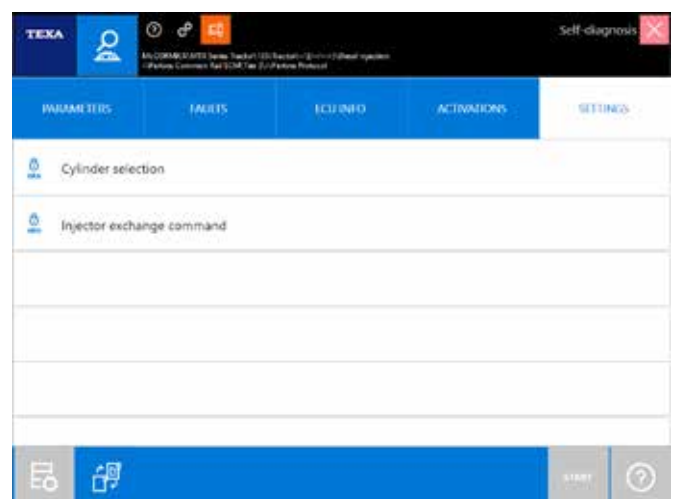 TEXA
Self-diagnosis
PARAMETERS
FAULTS
ECU INFO
ACTIVATIONS
SETTINGS
Cylinder selection
Injector exchange command
START